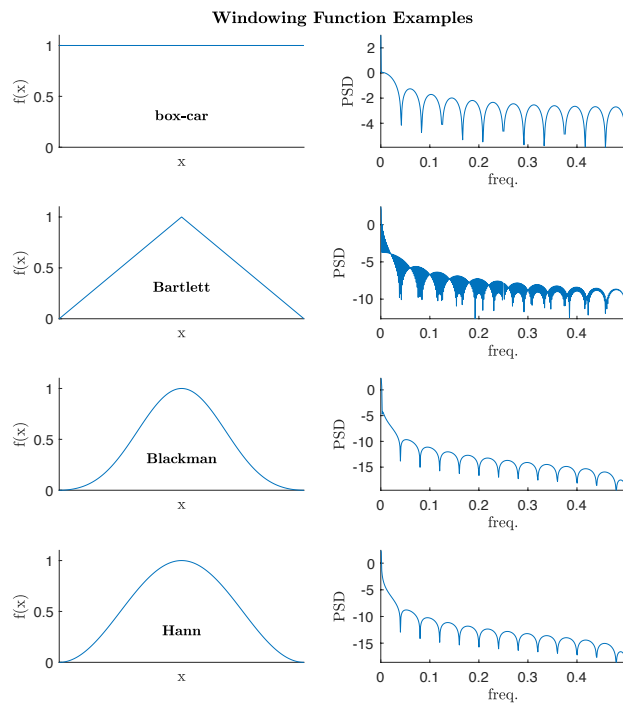 Windowing Function Examples
1
0.5
0
f(x)
box-car
x
2
0
-2
-4
PSD
0 0.1 0.2 0.3 0.4
freq.
1
0.5
0
f(x)
Bartlett
x
0
-5
-10
PSD
0 0.1 0.2 0.3 0.4
freq.
1
0.5
0
f(x)
Blackman
x
0
-5
-10
-15
PSD
0 0.1 0.2 0.3 0.4
freq.
1
0.5
0
f(x)
Hann
x
0
-5
-10
-15
PSD
0 0.1 0.2 0.3 0.4
freq.